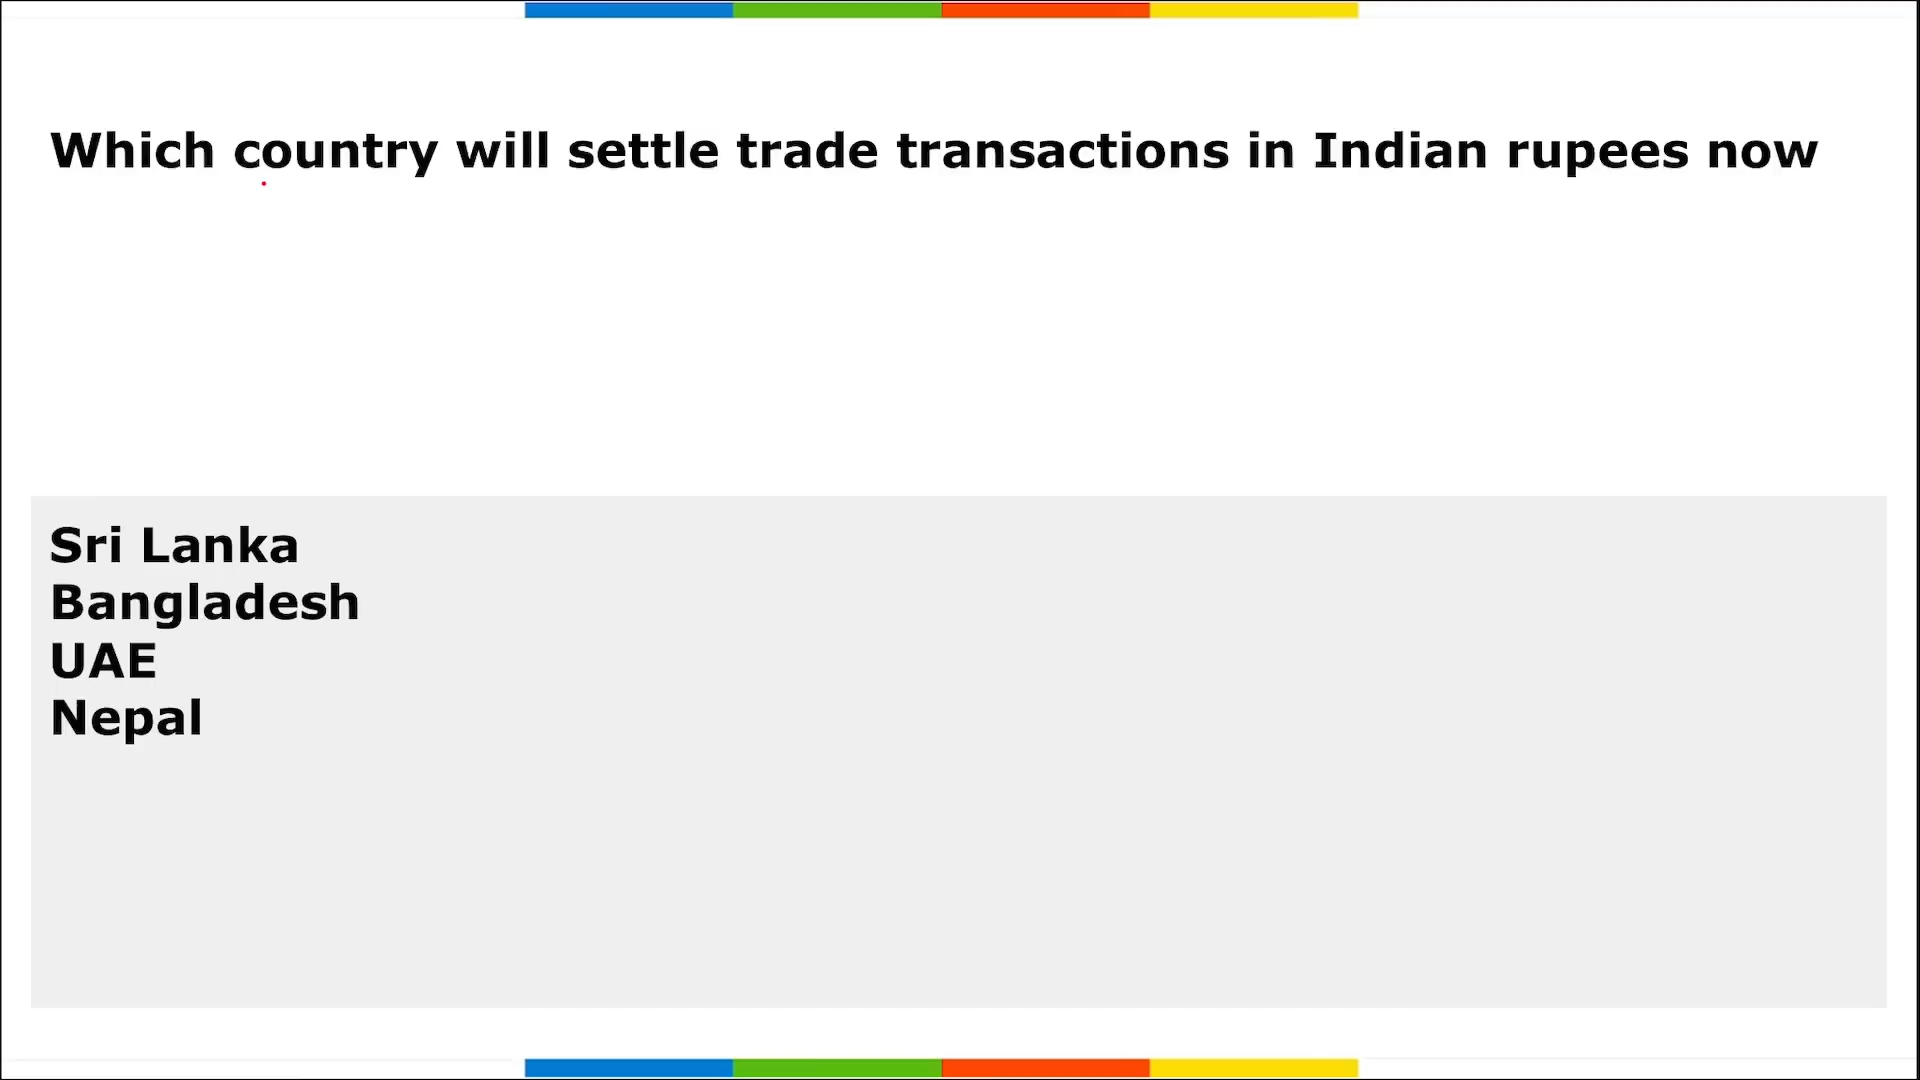 Which country will settle trade transactions in Indian rupees now
Sri Lanka
Bangladesh
UAE
Nepal